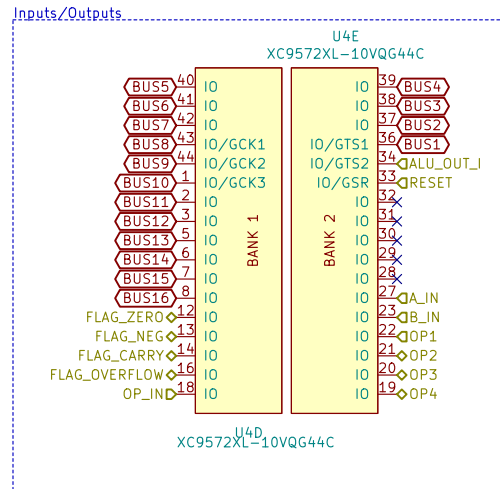 Inputs/Outputs
U4E
XC9572XL-10VQG44C
BUS5 40 IO IO 39 BUS4
BUS6 41 IO IO 38 BUS3
BUS7 42 IO IO 37 BUS2
BUS8 43 IO/GCK1 IO/GTS1 36 BUS1
BUS9 44 IO/GCK2 IO/GTS2 34 ALU_OUT_I
BUS10 1 IO/GCK3 IO/GSR 33 RESET
BUS11 2 IO IO 32
BUS12 3 IO IO 31
BUS13 5 IO IO 30
BUS14 6 IO IO 29
BUS15 7 IO IO 28
BUS16 8 IO IO 27 A_IN
FLAG_ZERO 12 IO IO 23 B_IN
FLAG_NEG 13 IO IO 22 OP1
FLAG_CARRY 14 IO IO 21 OP2
FLAG_OVERFLOW 16 IO IO 20 OP3
OP_IN 18 IO IO 19 OP4
BANK 1
BANK 2
U4D
XC9572XL-10VQG44C